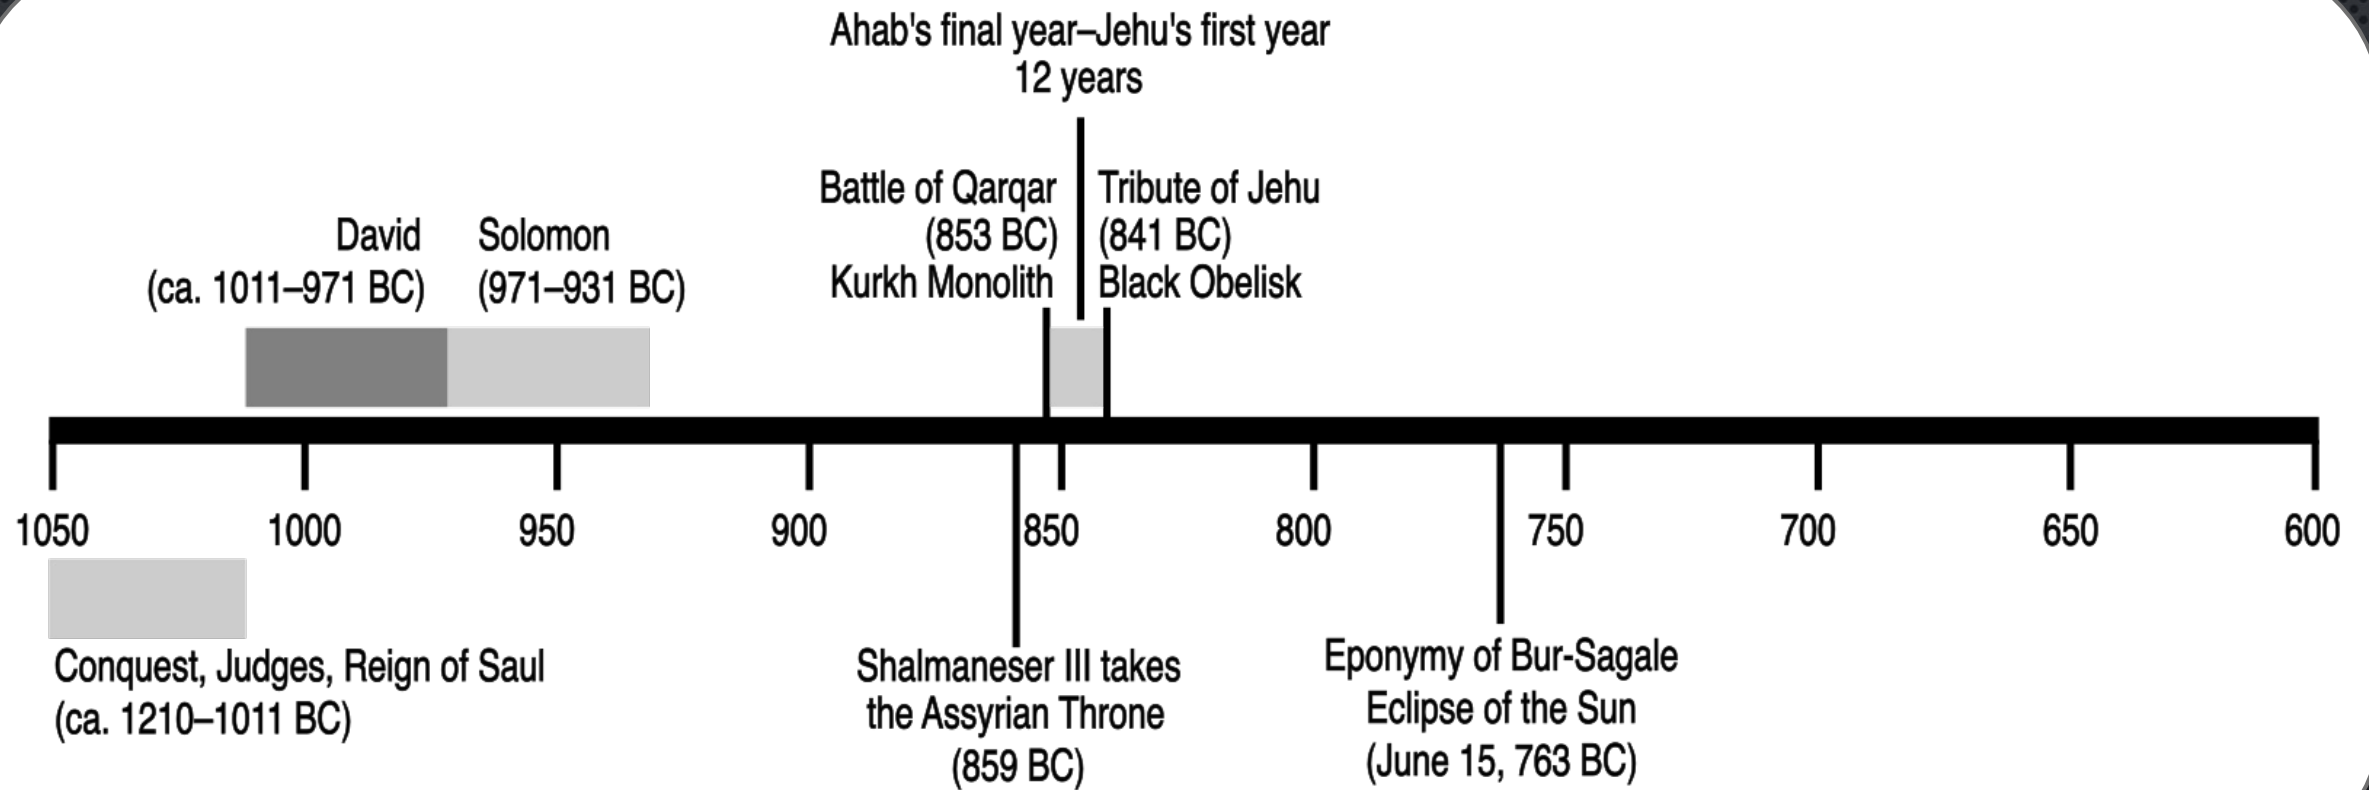 Ahab's final year–Jehu's first year
12 years
Battle of Qarqar
(853 BC)
Kurkh Monolith
Tribute of Jehu
(841 BC)
Black Obelisk
David
(ca. 1011–971 BC)
Solomon
(971–931 BC)
1050
1000
950
900
850
800
750
700
650
600
Conquest, Judges, Reign of Saul
(ca. 1210–1011 BC)
Shalmaneser III takes
the Assyrian Throne
(859 BC)
Eponymy of Bur-Sagale
Eclipse of the Sun
(June 15, 763 BC)